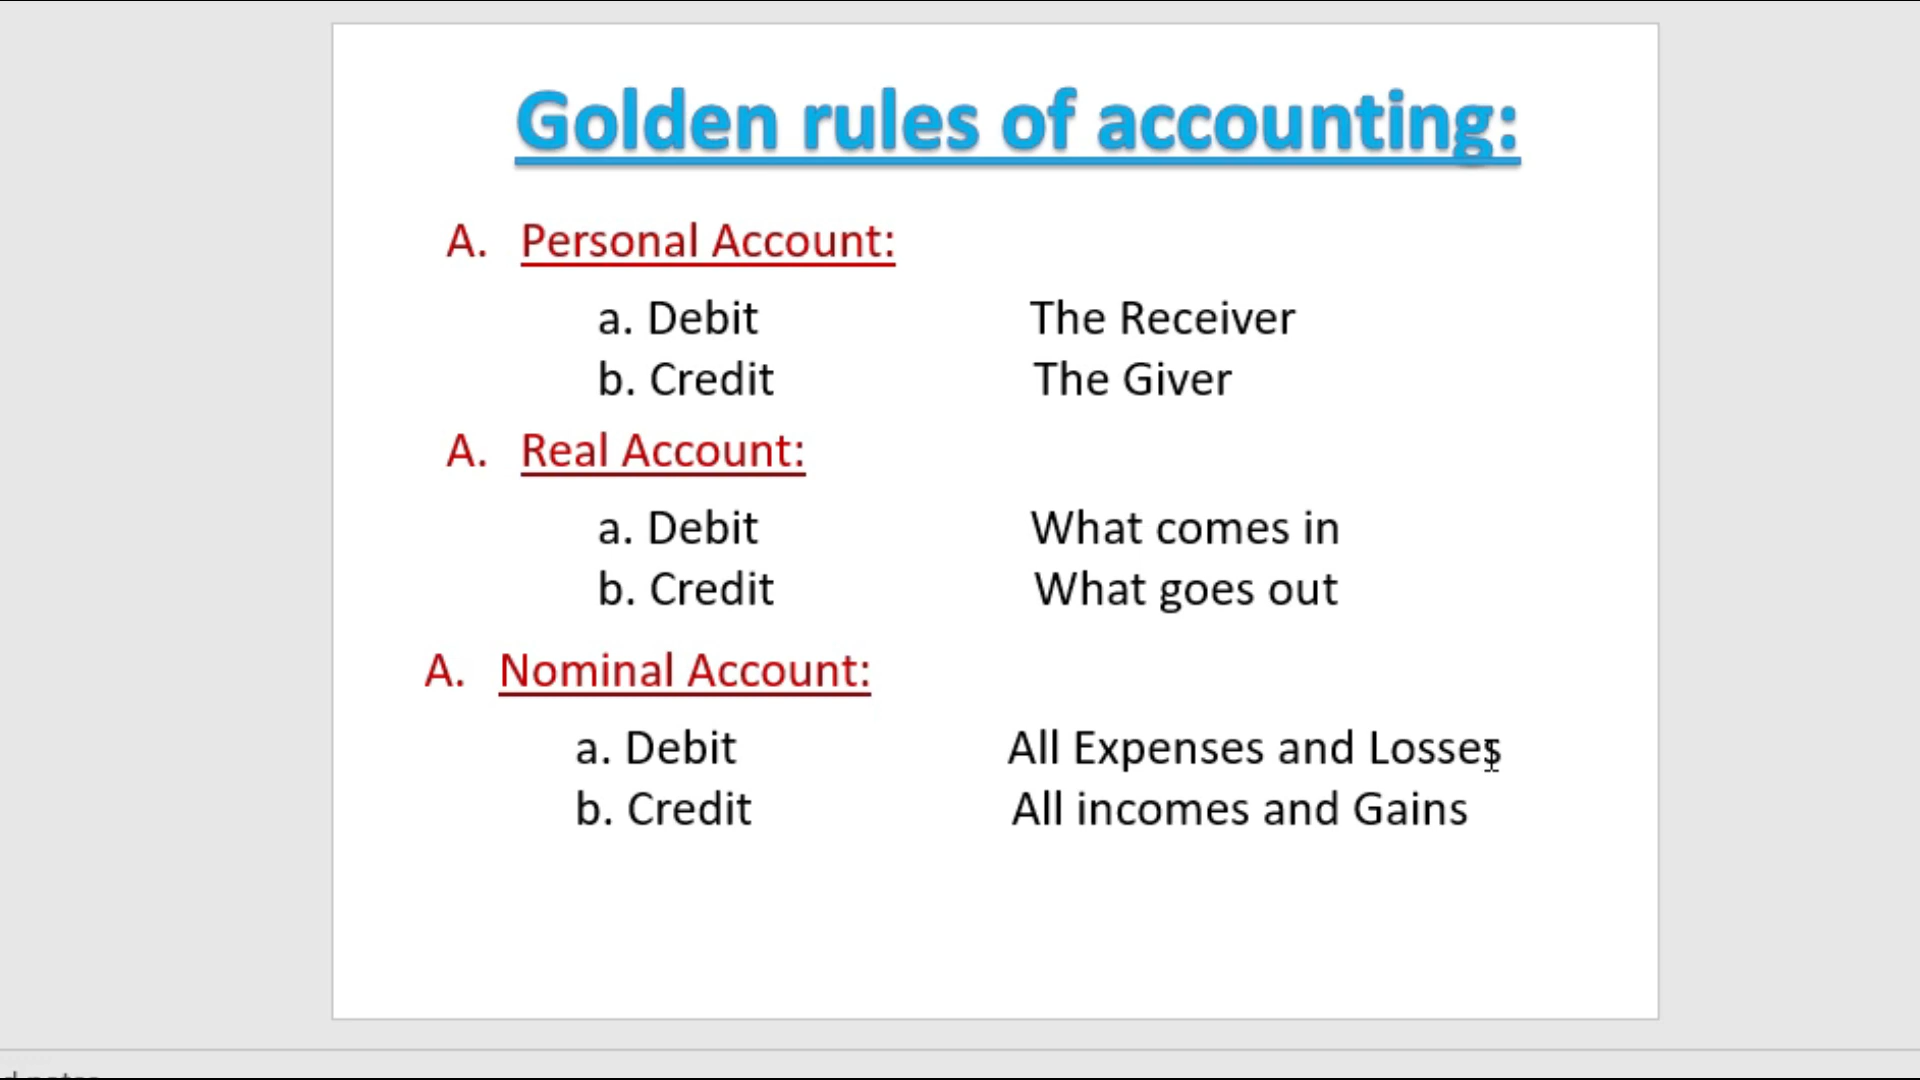 Golden rules of accounting:
A. Personal Account:
a. Debit The Receiver
b. Credit The Giver
A. Real Account:
a. Debit What comes in
b. Credit What goes out
A. Nominal Account:
a. Debit All Expenses and Losses
b. Credit All incomes and Gains